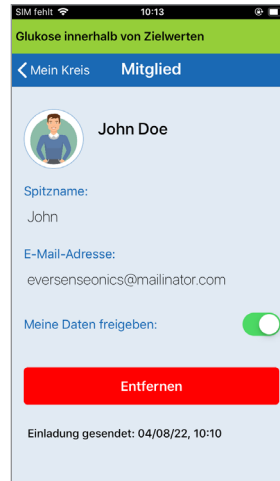 SIM fehlt 10:13
Glukose innerhalb von Zielwerten
Mein Kreis Mitglied
John Doe
Spitzname:
John
E-Mail-Adresse:
eversenseonics@mailinator.com
Meine Daten freigeben:
Entfernen
Einladung gesendet: 04/08/22, 10:10